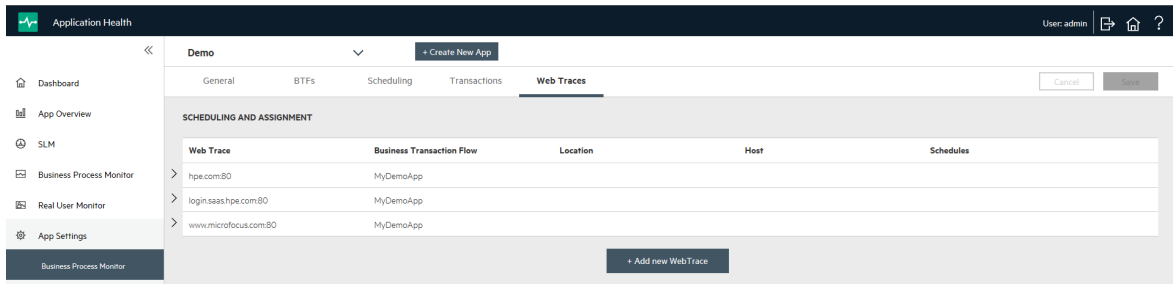 Application Health
User: admin
?
Demo
+ Create New App
General BTFs Scheduling Transactions Web Traces
Cancel Save
Dashboard
App Overview
SLM
Business Process Monitor
Real User Monitor
App Settings
Business Process Monitor
SCHEDULING AND ASSIGNMENT
Web Trace Business Transaction Flow Location Host Schedules
hpe.com:80 MyDemoApp
login.saas.hpe.com:80 MyDemoApp
www.microfocus.com:80 MyDemoApp
+ Add new WebTrace